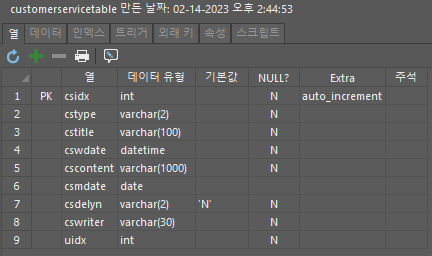 customerservicetable 만든 날짜: 02-14-2023 오후 2:44:53
열 데이터 인덱스 트리거 외래 키 속성 스크립트
열 데이터 유형 기본값 NULL? Extra 주석
1 PK csidx int N auto_increment
2 cstype varchar(2) N
3 cstitle varchar(100) N
4 cswdate datetime N
5 cscontent varchar(1000) N
6 csmdate date
7 csdelyn varchar(2) 'N' N
8 cswriter varchar(30) N
9 uidx int N